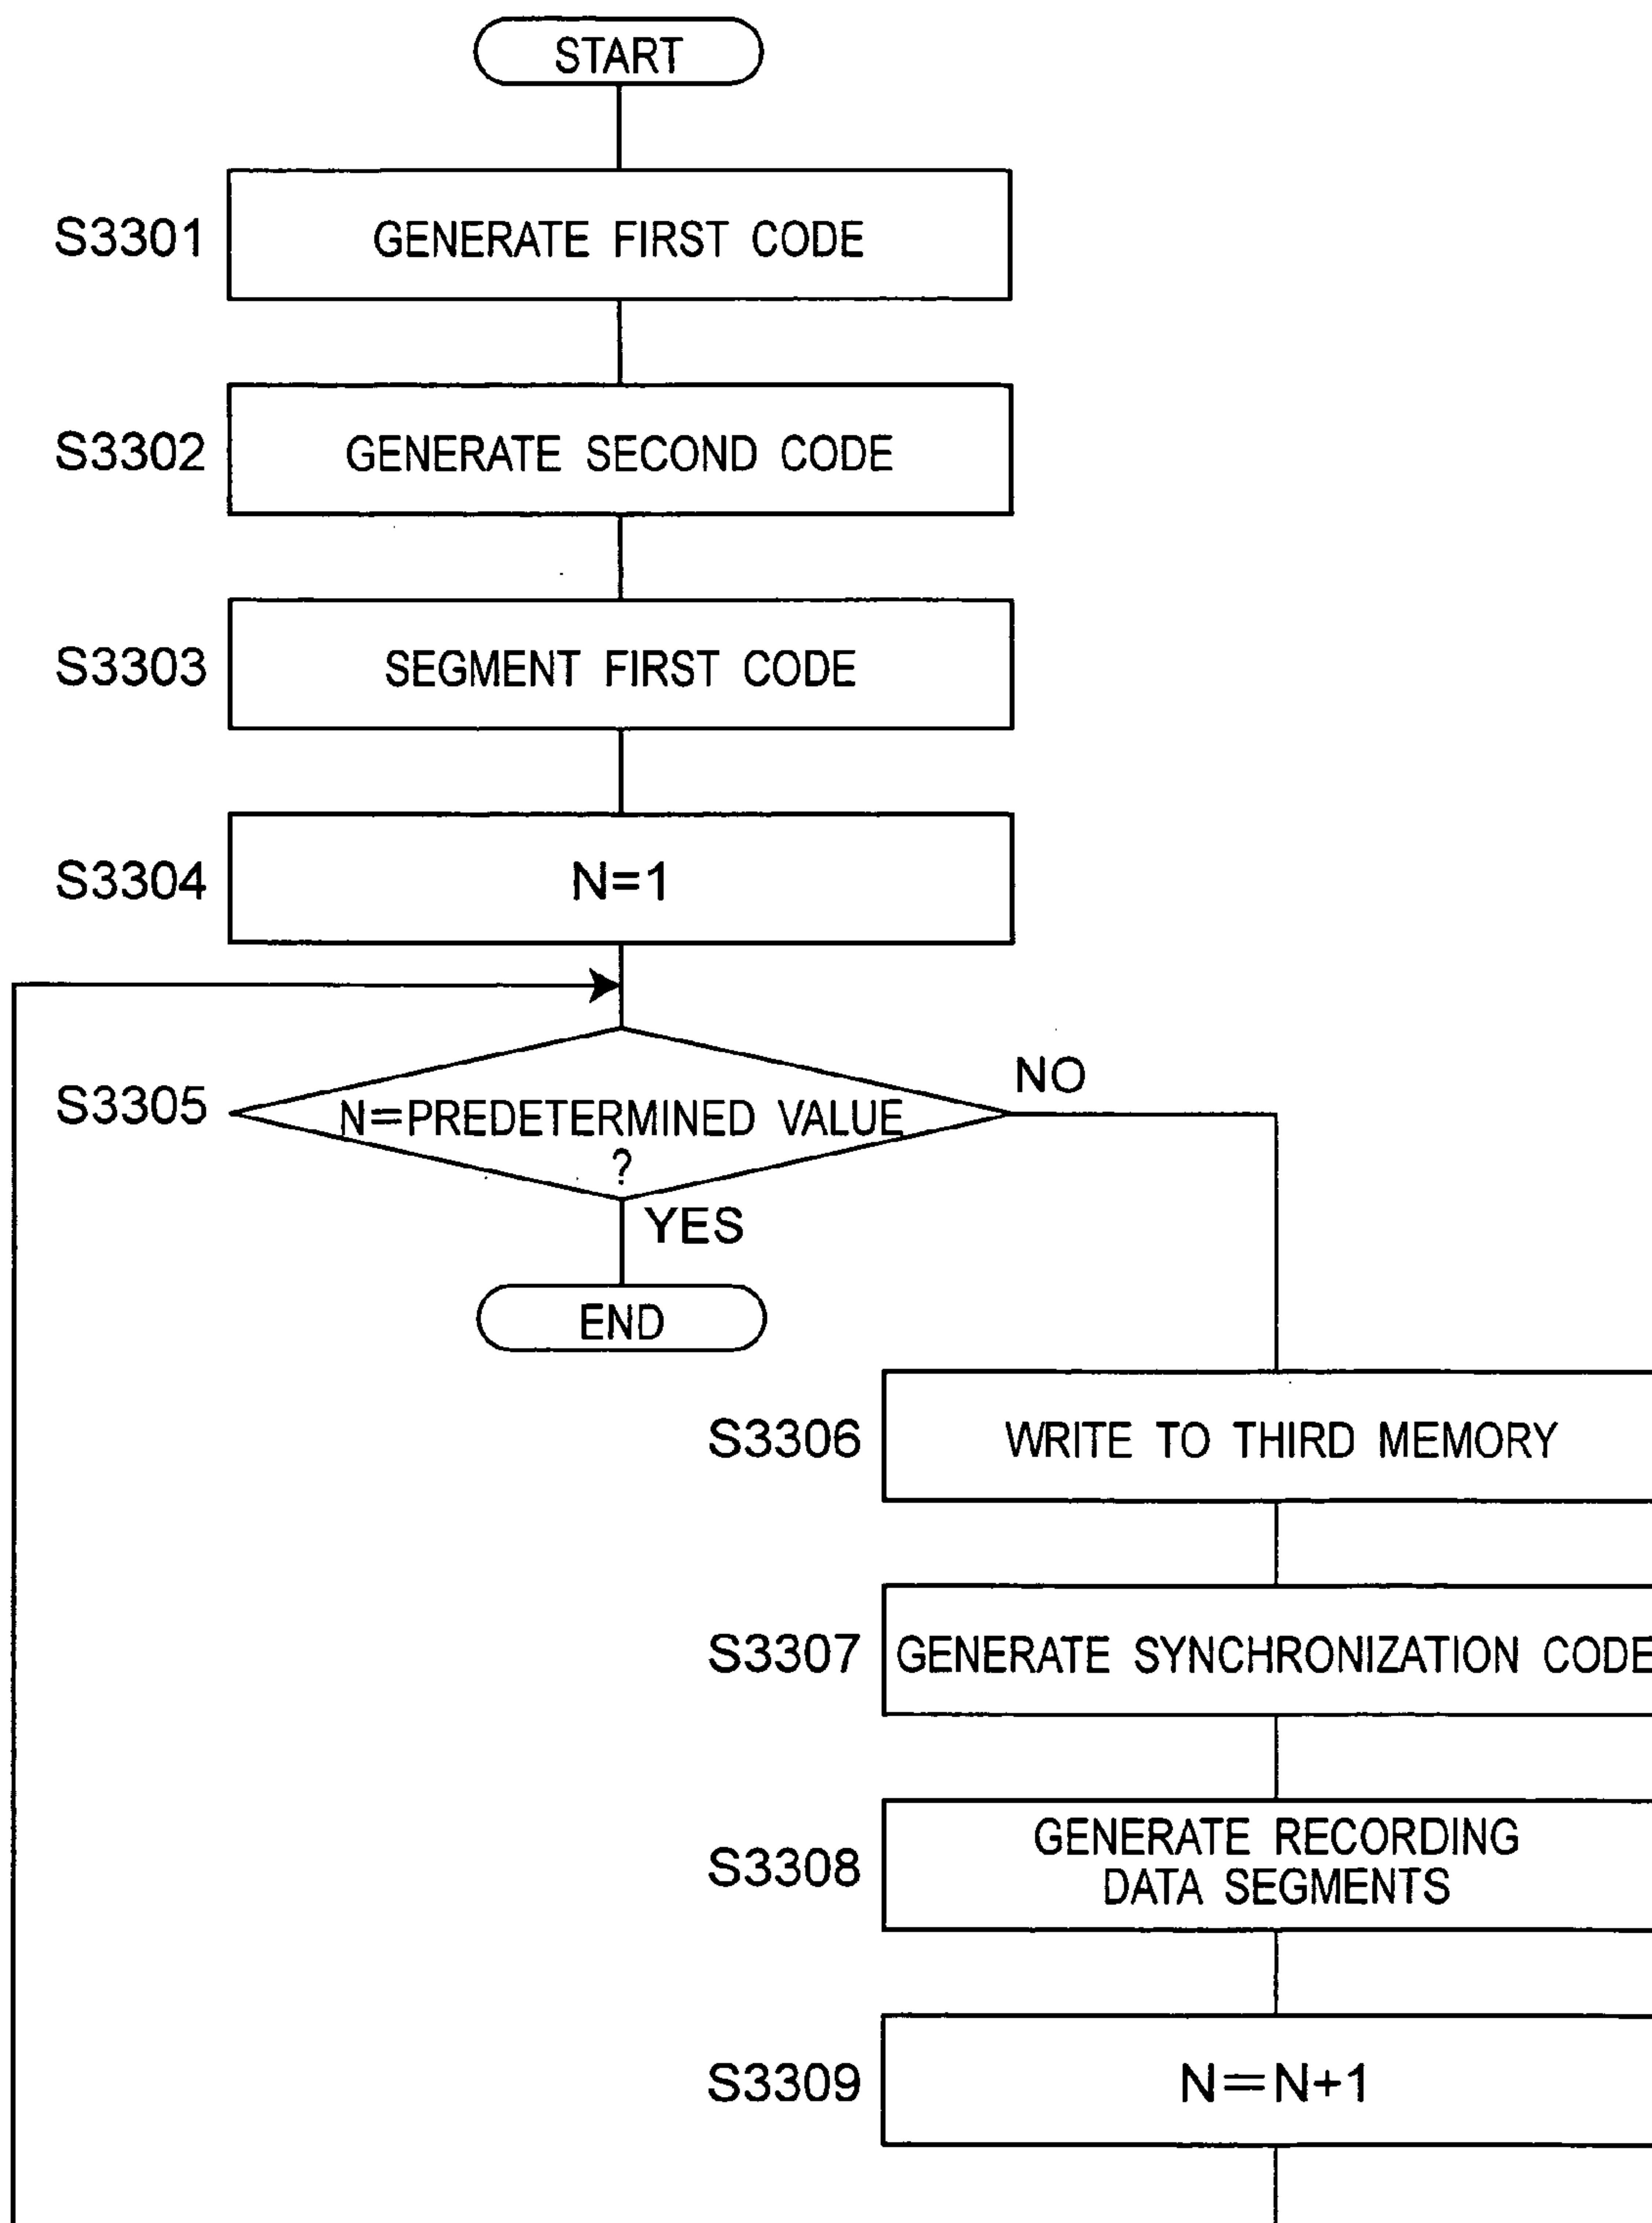 START
S3301 GENERATE FIRST CODE
S3302 GENERATE SECOND CODE
S3303 SEGMENT FIRST CODE
S3304 N=1
S3305 N=PREDETERMINED VALUE
?
NO
YES
END
S3306 WRITE TO THIRD MEMORY
S3307 GENERATE SYNCHRONIZATION CODE
S3308 GENERATE RECORDING
DATA SEGMENTS
S3309 N=N+1